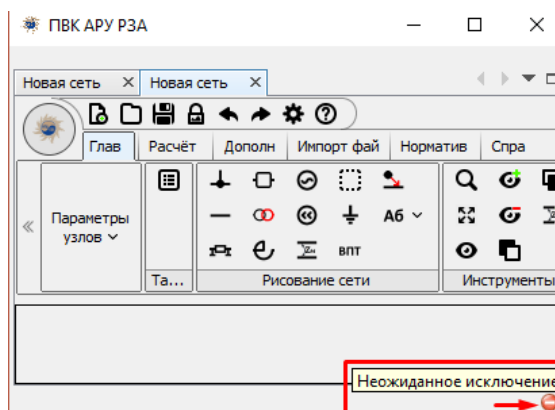 ПВК АРУ РЗА
Новая сеть Новая сеть
Глав Расчёт Дополн Импорт фай Норматив Спра
Параметры
узлов
Аб
ВПТ
Та... Рисование сети Инструменты
Неожиданное исключение